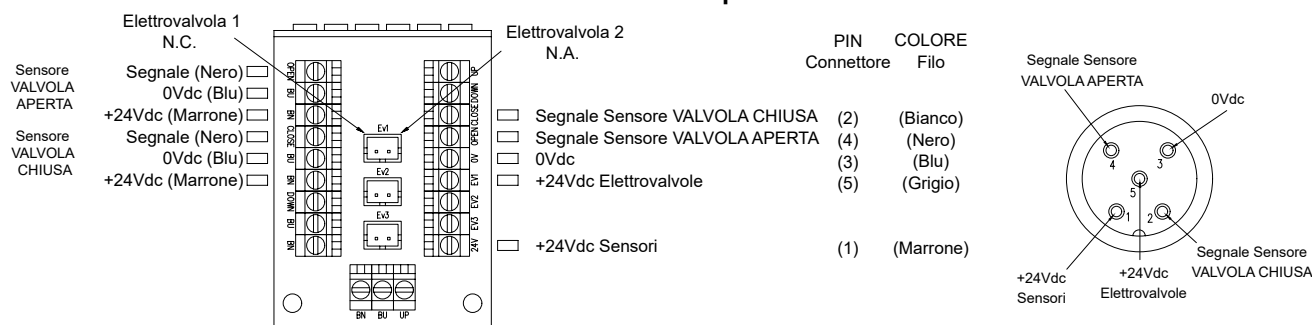 Elettrovalvola 1
N.C.
Elettrovalvola 2
N.A.
Sensore
VALVOLA
APERTA
Segnale (Nero)
0Vdc (Blu)
+24Vdc (Marrone)
Sensore
VALVOLA
CHIUSA
Segnale (Nero)
0Vdc (Blu)
+24Vdc (Marrone)
OPEN
BU
BN
CLOSE
BU
BN
DOWN
BU
BN
Ev1
Ev2
Ev3
UP
DOWN
CLOSE
OPEN
0V
EV1
EV2
EV3
24V
BN BU UP
PIN COLORE
Connettore Filo
Segnale Sensore VALVOLA CHIUSA (2) (Bianco)
Segnale Sensore VALVOLA APERTA (4) (Nero)
0Vdc (3) (Blu)
+24Vdc Elettrovalvole (5) (Grigio)
+24Vdc Sensori (1) (Marrone)
Segnale Sensore
VALVOLA APERTA
0Vdc
4 3
5
1 2
+24Vdc
Sensori
+24Vdc
Elettrovalvole
Segnale Sensore
VALVOLA CHIUSA